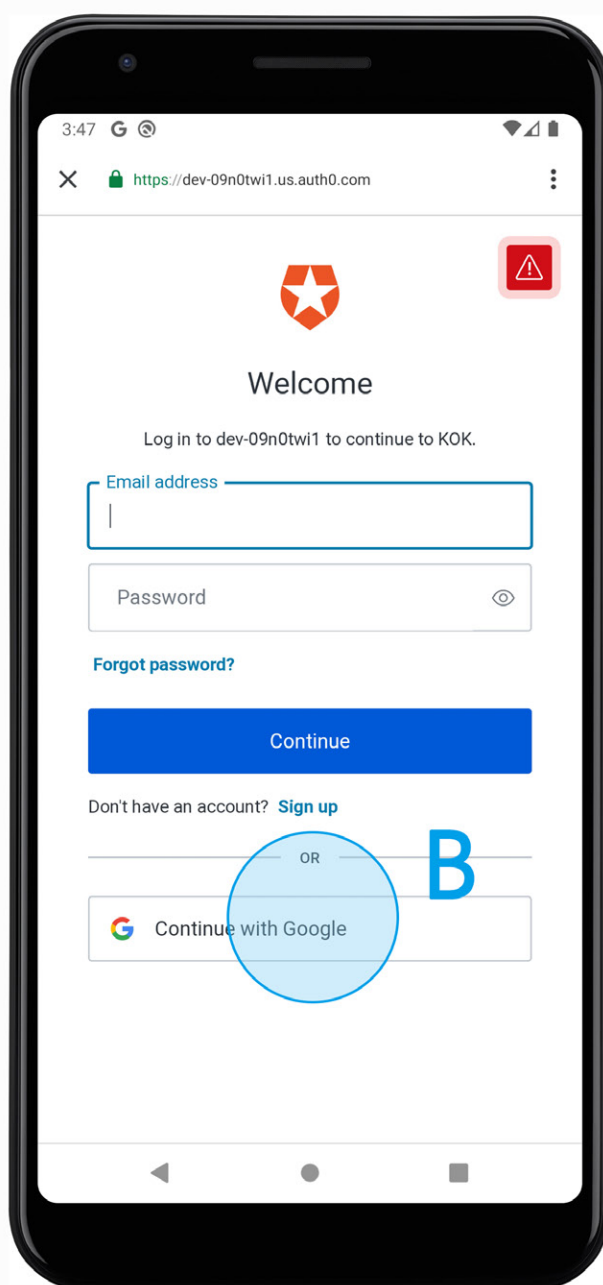 3:47 G
https://dev-09n0twi1.us.auth0.com
Welcome
Log in to dev-09n0twi1 to continue to KOK.
Email address
Password
Forgot password?
Continue
Don't have an account? Sign up
OR
B
Continue with Google